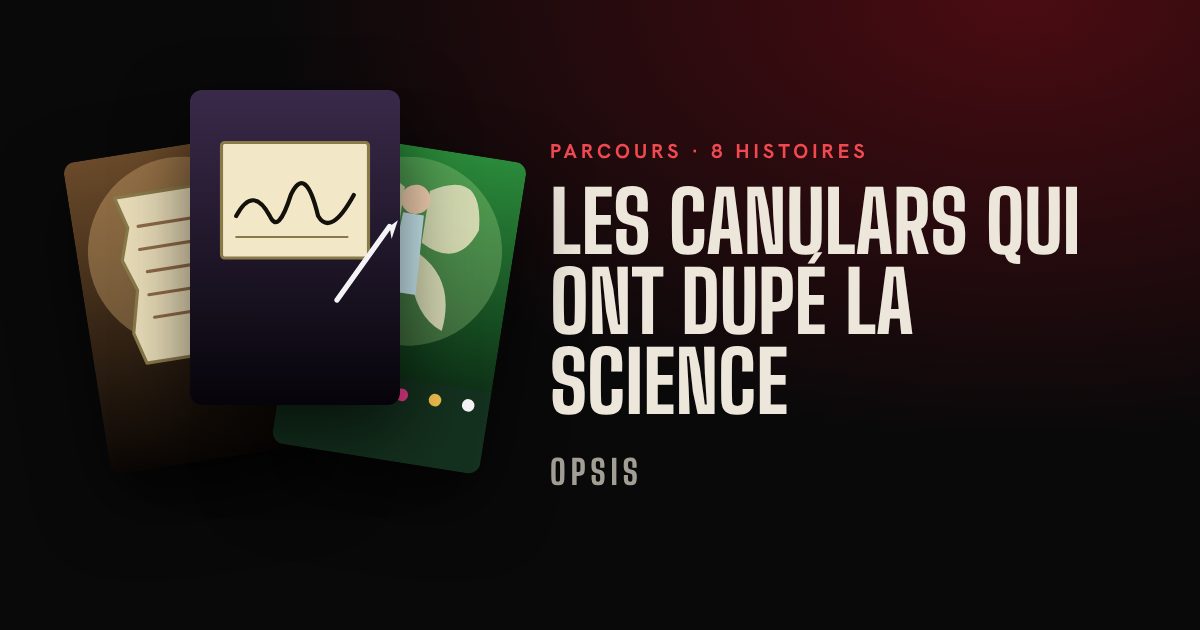 PARCOURS · 8 HISTOIRES
LES CANULARS QUI
ONT DUPÉ LA
SCIENCE
OPSIS